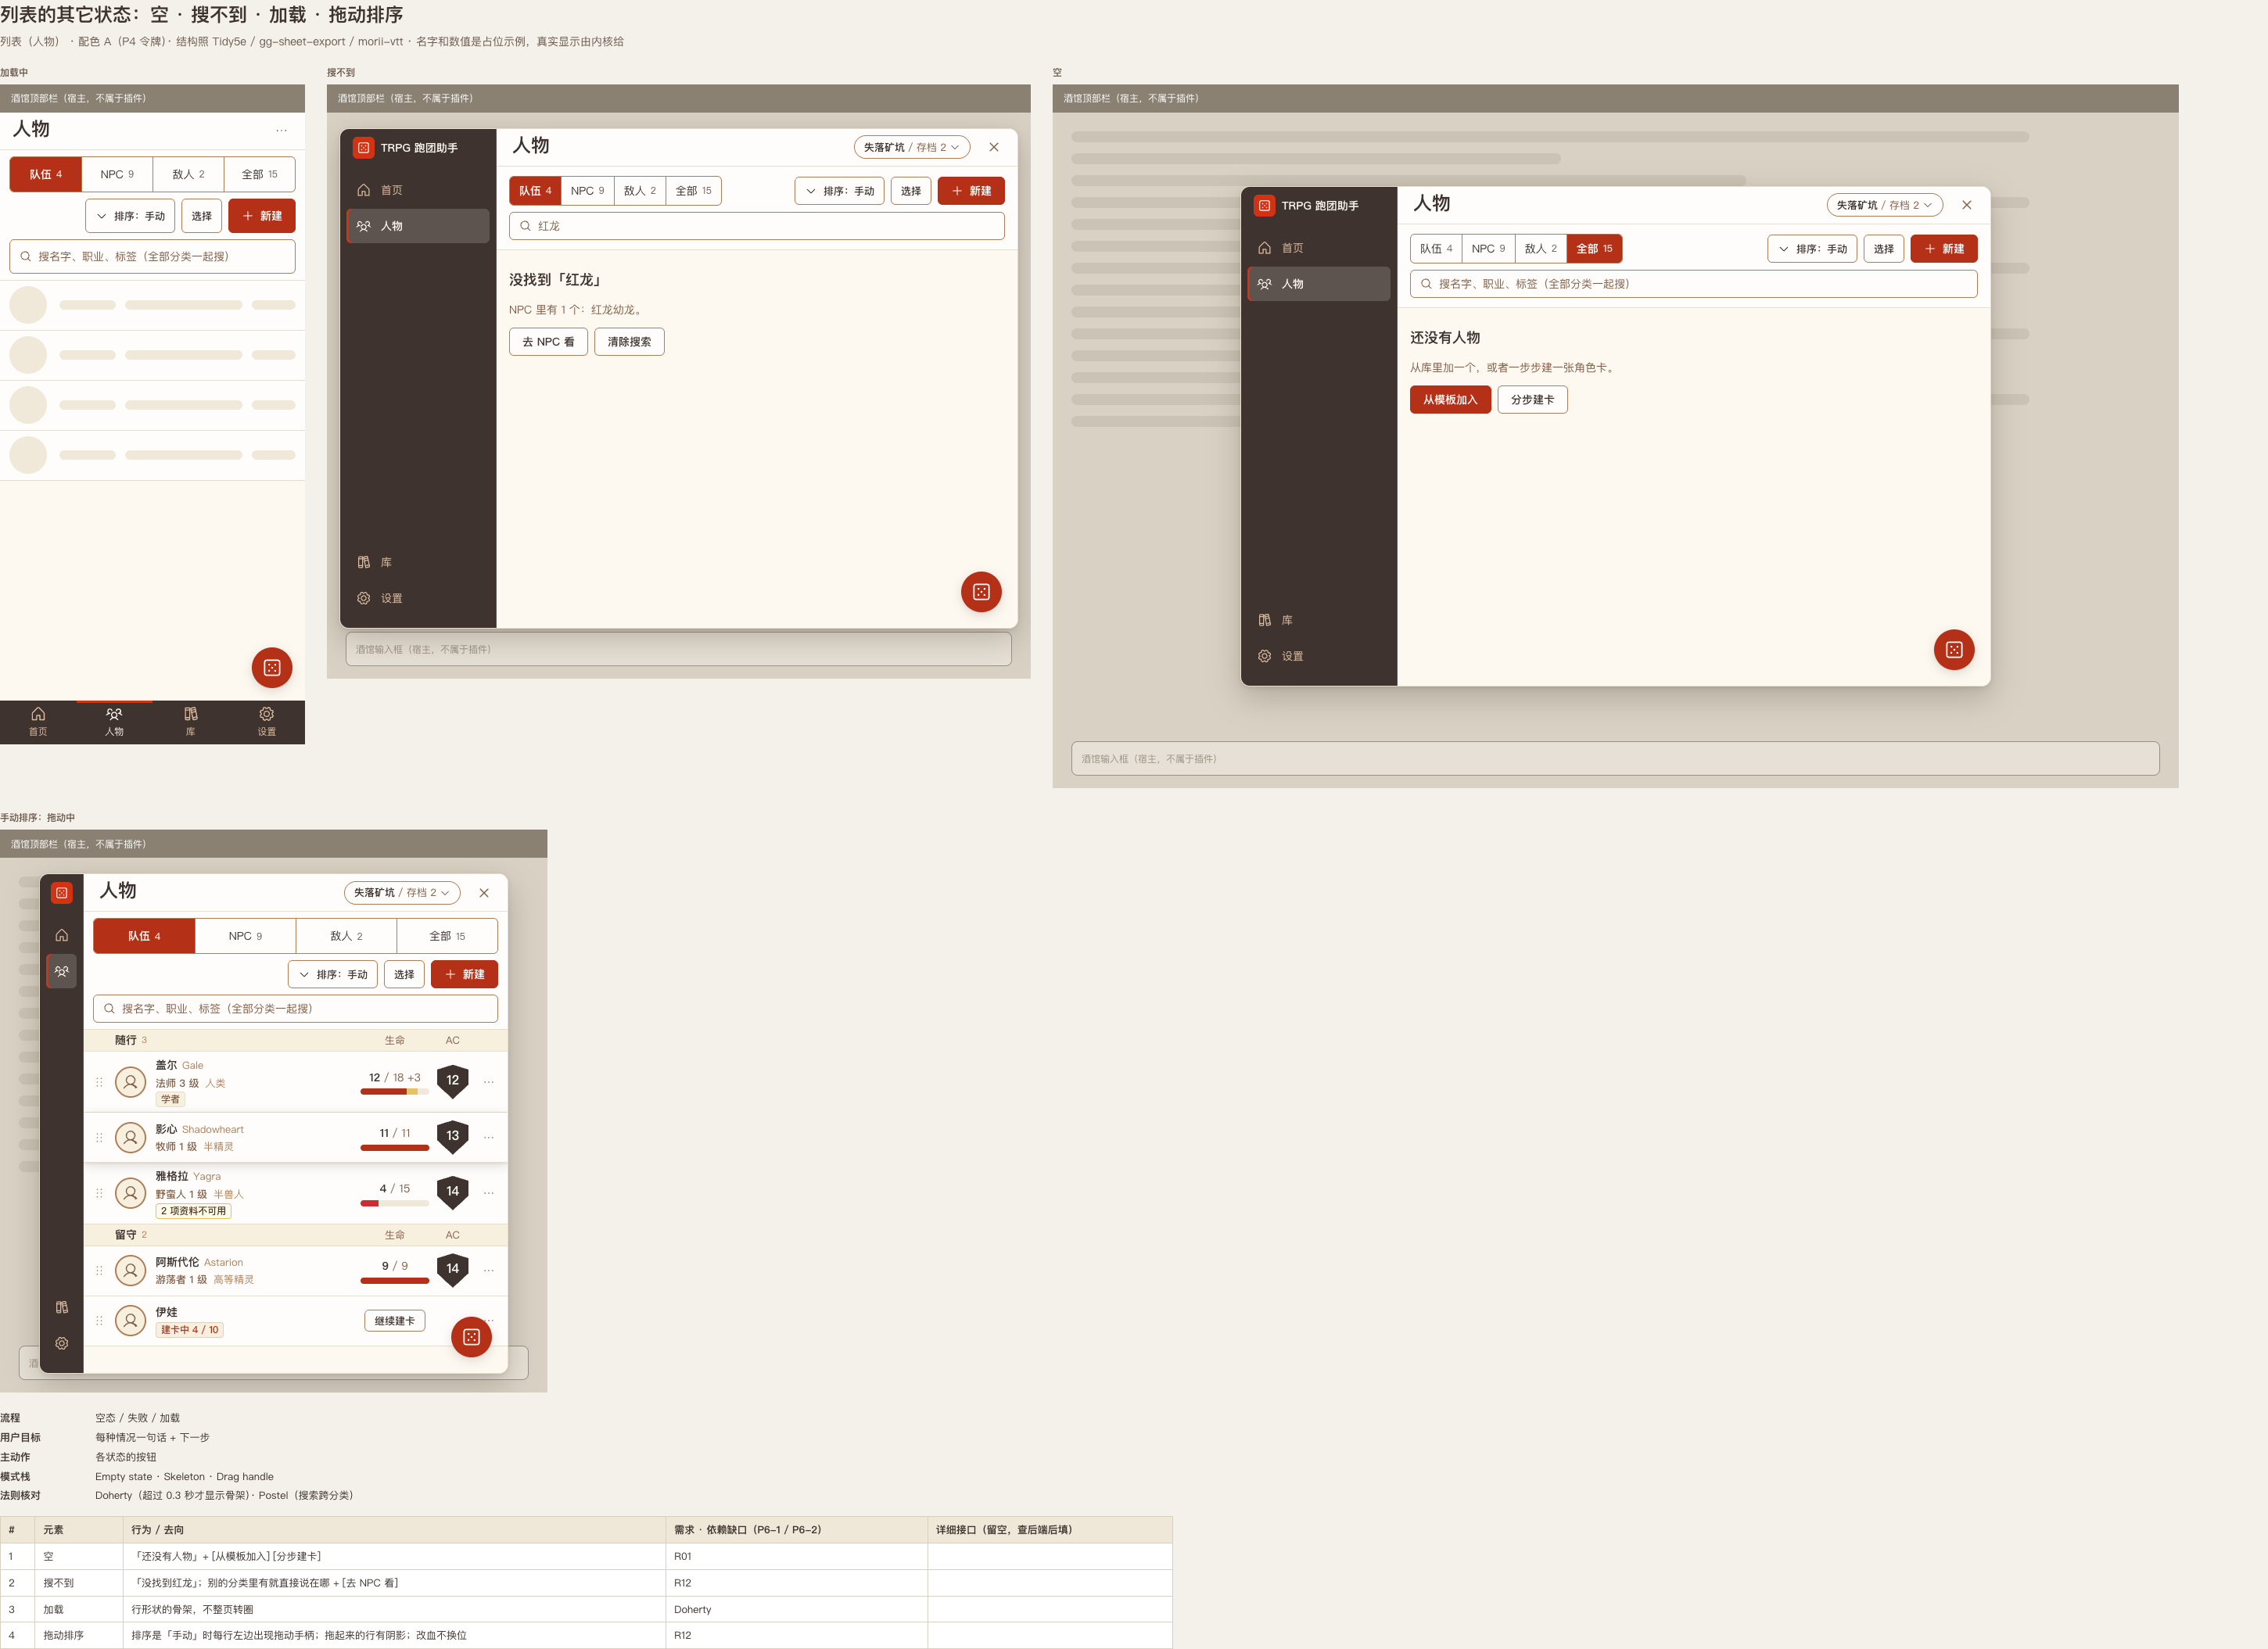 列表的其它状态：空 · 搜不到 · 加载 · 拖动排序
列表（人物） · 配色 A（P4 令牌）· 结构照 Tidy5e / gg-sheet-export / morii-vtt · 名字和数值是占位示例，真实显示由内核给
加载中
酒馆顶部栏（宿主，不属于插件）
人物
队伍 4
NPC 9
敌人 2
全部 15
排序：手动
选择
新建
搜名字、职业、标签（全部分类一起搜）
首页
人物
库
设置
搜不到
酒馆顶部栏（宿主，不属于插件）
TRPG 跑团助手
首页
人物
库
设置
人物
失落矿坑 / 存档 2
队伍 4
NPC 9
敌人 2
全部 15
排序：手动
选择
新建
红龙
没找到「红龙」
NPC 里有 1 个：红龙幼龙。
去 NPC 看
清除搜索
酒馆输入框（宿主，不属于插件）
空
酒馆顶部栏（宿主，不属于插件）
TRPG 跑团助手
首页
人物
库
设置
人物
失落矿坑 / 存档 2
队伍 4
NPC 9
敌人 2
全部 15
排序：手动
选择
新建
搜名字、职业、标签（全部分类一起搜）
还没有人物
从库里加一个，或者一步步建一张角色卡。
从模板加入
分步建卡
酒馆输入框（宿主，不属于插件）
手动排序：拖动中
酒馆顶部栏（宿主，不属于插件）
人物
失落矿坑 / 存档 2
队伍 4
NPC 9
敌人 2
全部 15
排序：手动
选择
新建
搜名字、职业、标签（全部分类一起搜）
随行 3 生命 AC
盖尔 Gale
法师 3 级 人类
学者
12 / 18 +3
12
影心 Shadowheart
牧师 1 级 半精灵
11 / 11
13
雅格拉 Yagra
野蛮人 1 级 半兽人
2 项资料不可用
4 / 15
14
留守 2 生命 AC
阿斯代伦 Astarion
游荡者 1 级 高等精灵
9 / 9
14
伊娃
建卡中 4 / 10
继续建卡
酒
流程 空态 / 失败 / 加载
用户目标 每种情况一句话 + 下一步
主动作 各状态的按钮
模式栈 Empty state · Skeleton · Drag handle
法则核对 Doherty（超过 0.3 秒才显示骨架）· Postel（搜索跨分类）
# 元素 行为 / 去向 需求 · 依赖缺口（P6-1 / P6-2） 详细接口（留空，查后端后填）
1 空 「还没有人物」+ [从模板加入] [分步建卡] R01
2 搜不到 「没找到红龙」；别的分类里有就直接说在哪 + [去 NPC 看] R12
3 加载 行形状的骨架，不整页转圈 Doherty
4 拖动排序 排序是「手动」时每行左边出现拖动手柄；拖起来的行有阴影；改血不换位 R12